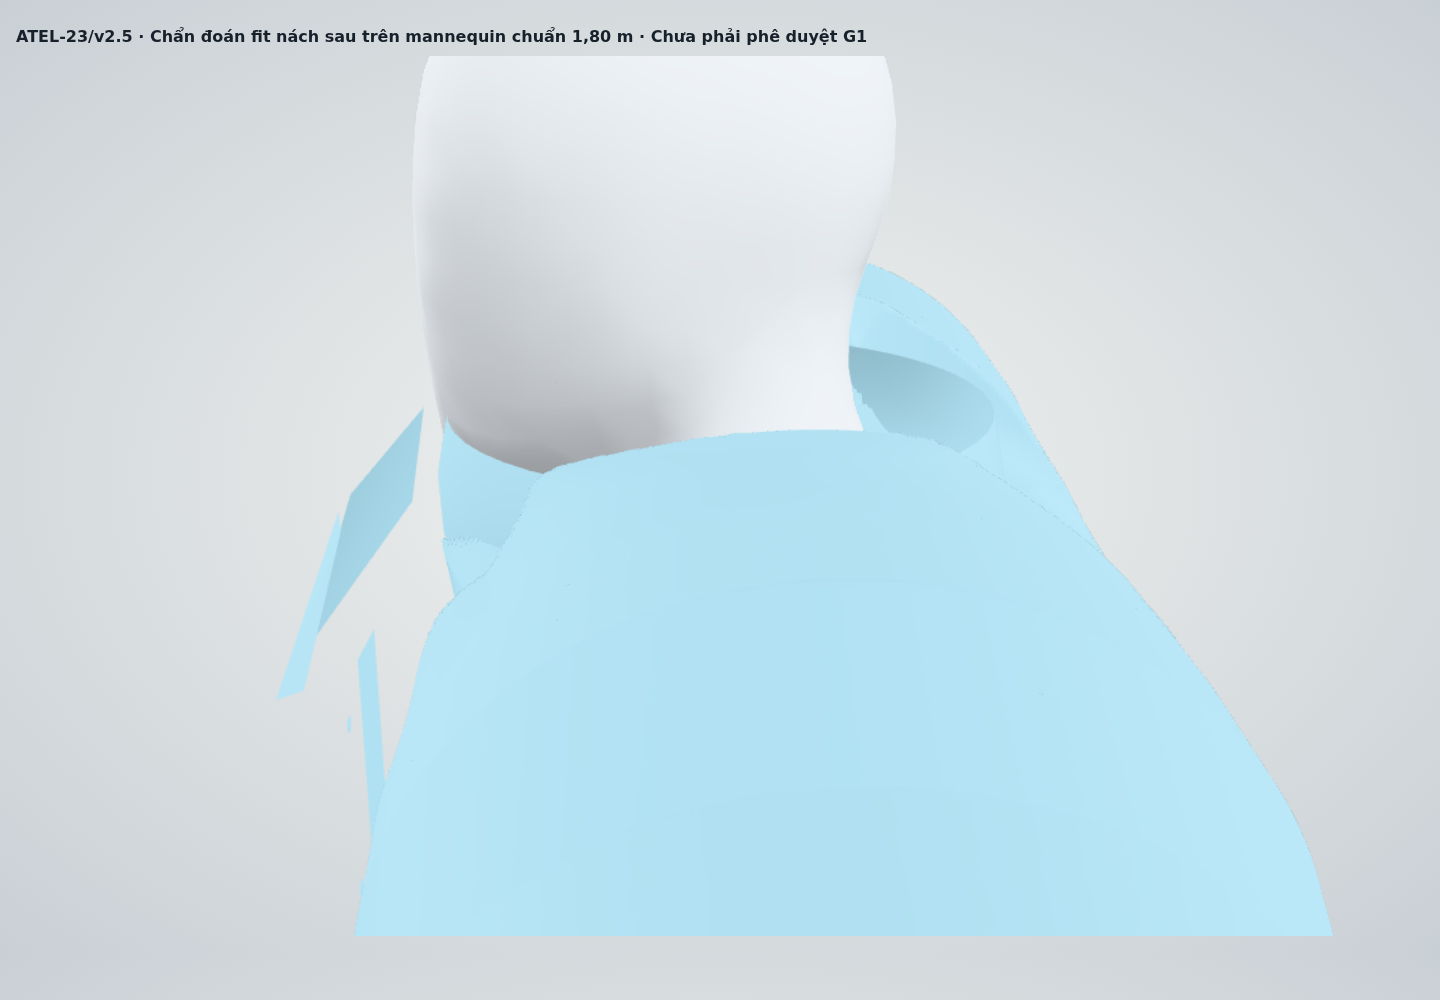 ATEL-23/v2.5 · Chẩn đoán fit nách sau trên mannequin chuẩn 1,80 m · Chưa phải phê duyệt G1